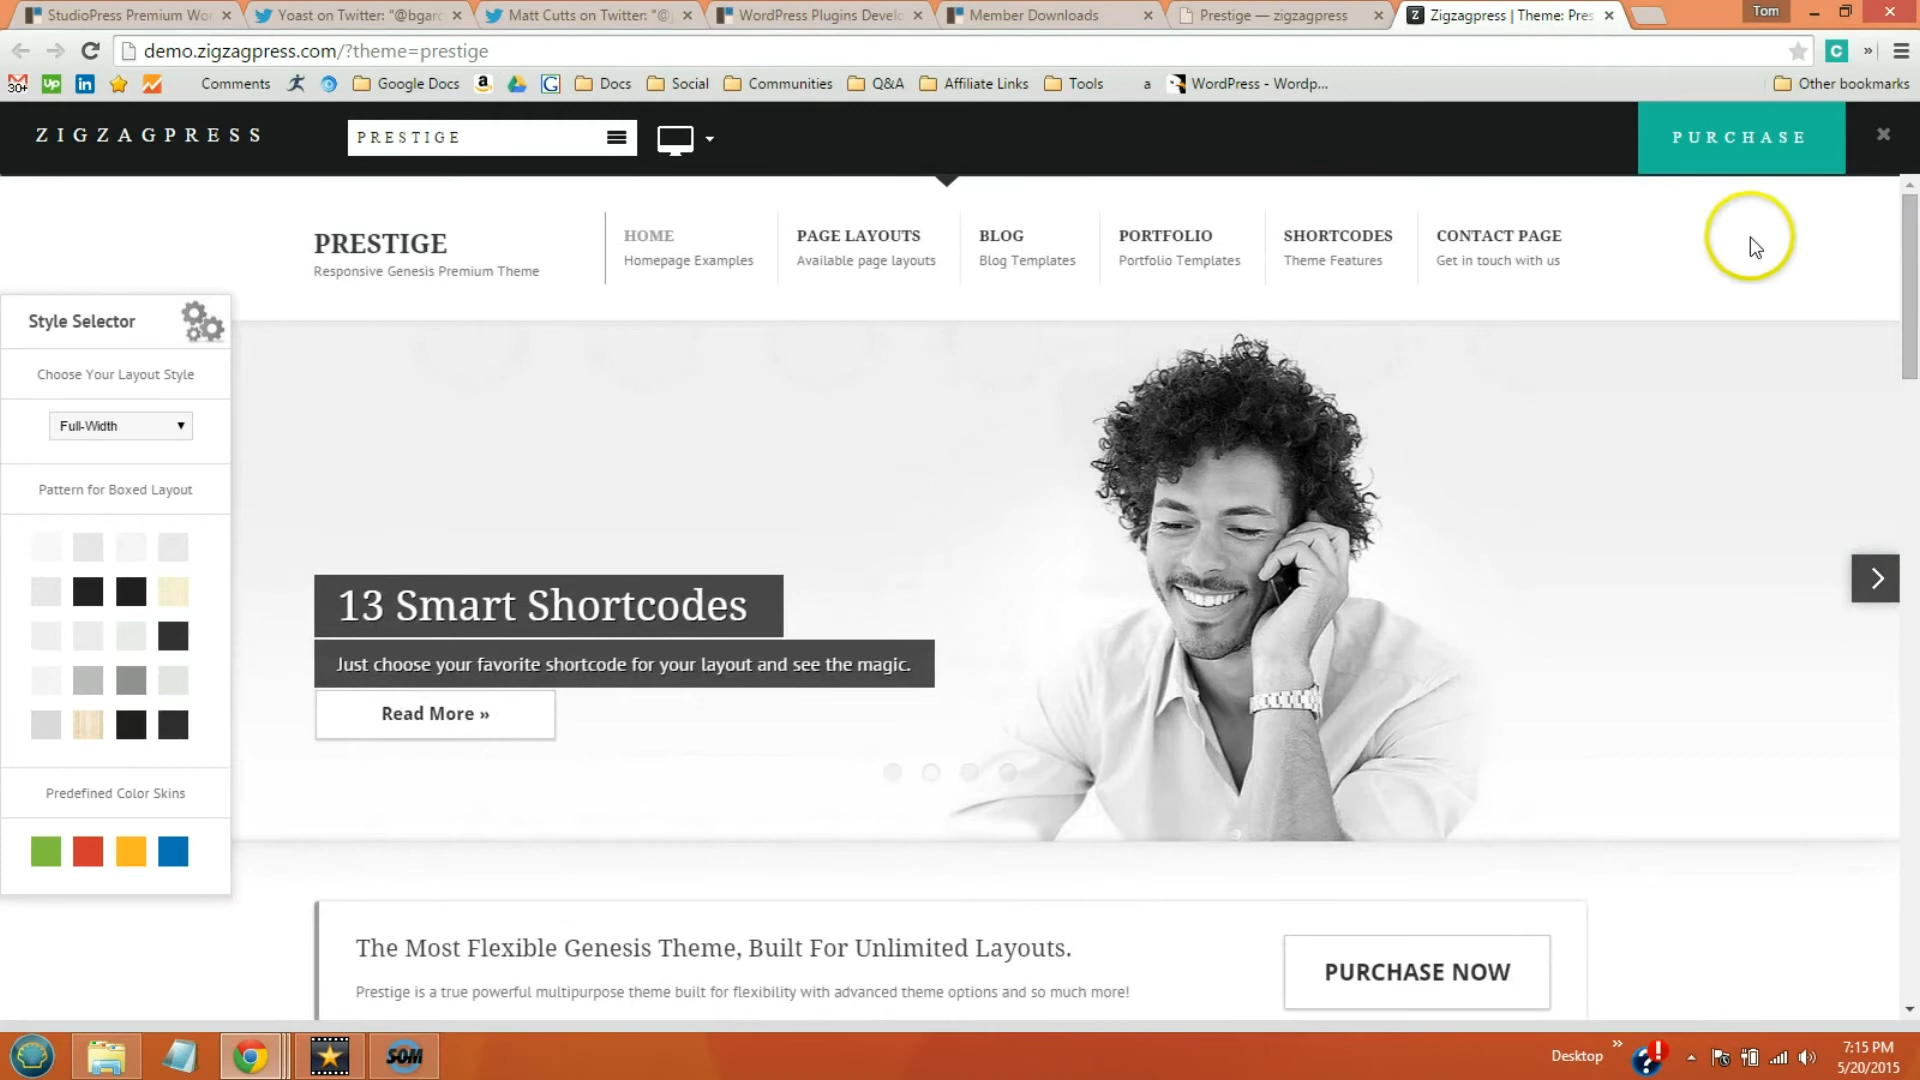 StudioPress Premium Wor
Yoast on Twitter: "@bgarc
Matt Cutts on Twitter: "@j
WordPress Plugins Develo
Member Downloads
Prestige — zigzagpress
Zigzagpress | Theme: Pres
Tom
demo.zigzagpress.com/?theme=prestige
30+
up
in
Comments
Google Docs
a
G
Docs
Social
Communities
Q&A
Affiliate Links
Tools
a
WordPress - Wordp...
Other bookmarks
ZIGZAGPRESS
PRESTIGE
PURCHASE
PRESTIGE
Responsive Genesis Premium Theme
HOME
Homepage Examples
PAGE LAYOUTS
Available page layouts
BLOG
Blog Templates
PORTFOLIO
Portfolio Templates
SHORTCODES
Theme Features
CONTACT PAGE
Get in touch with us
Style Selector
Choose Your Layout Style
Full-Width
Pattern for Boxed Layout
Predefined Color Skins
13 Smart Shortcodes
Just choose your favorite shortcode for your layout and see the magic.
Read More »
The Most Flexible Genesis Theme, Built For Unlimited Layouts.
Prestige is a true powerful multipurpose theme built for flexibility with advanced theme options and so much more!
PURCHASE NOW
SOM
Desktop
7:15 PM
5/20/2015